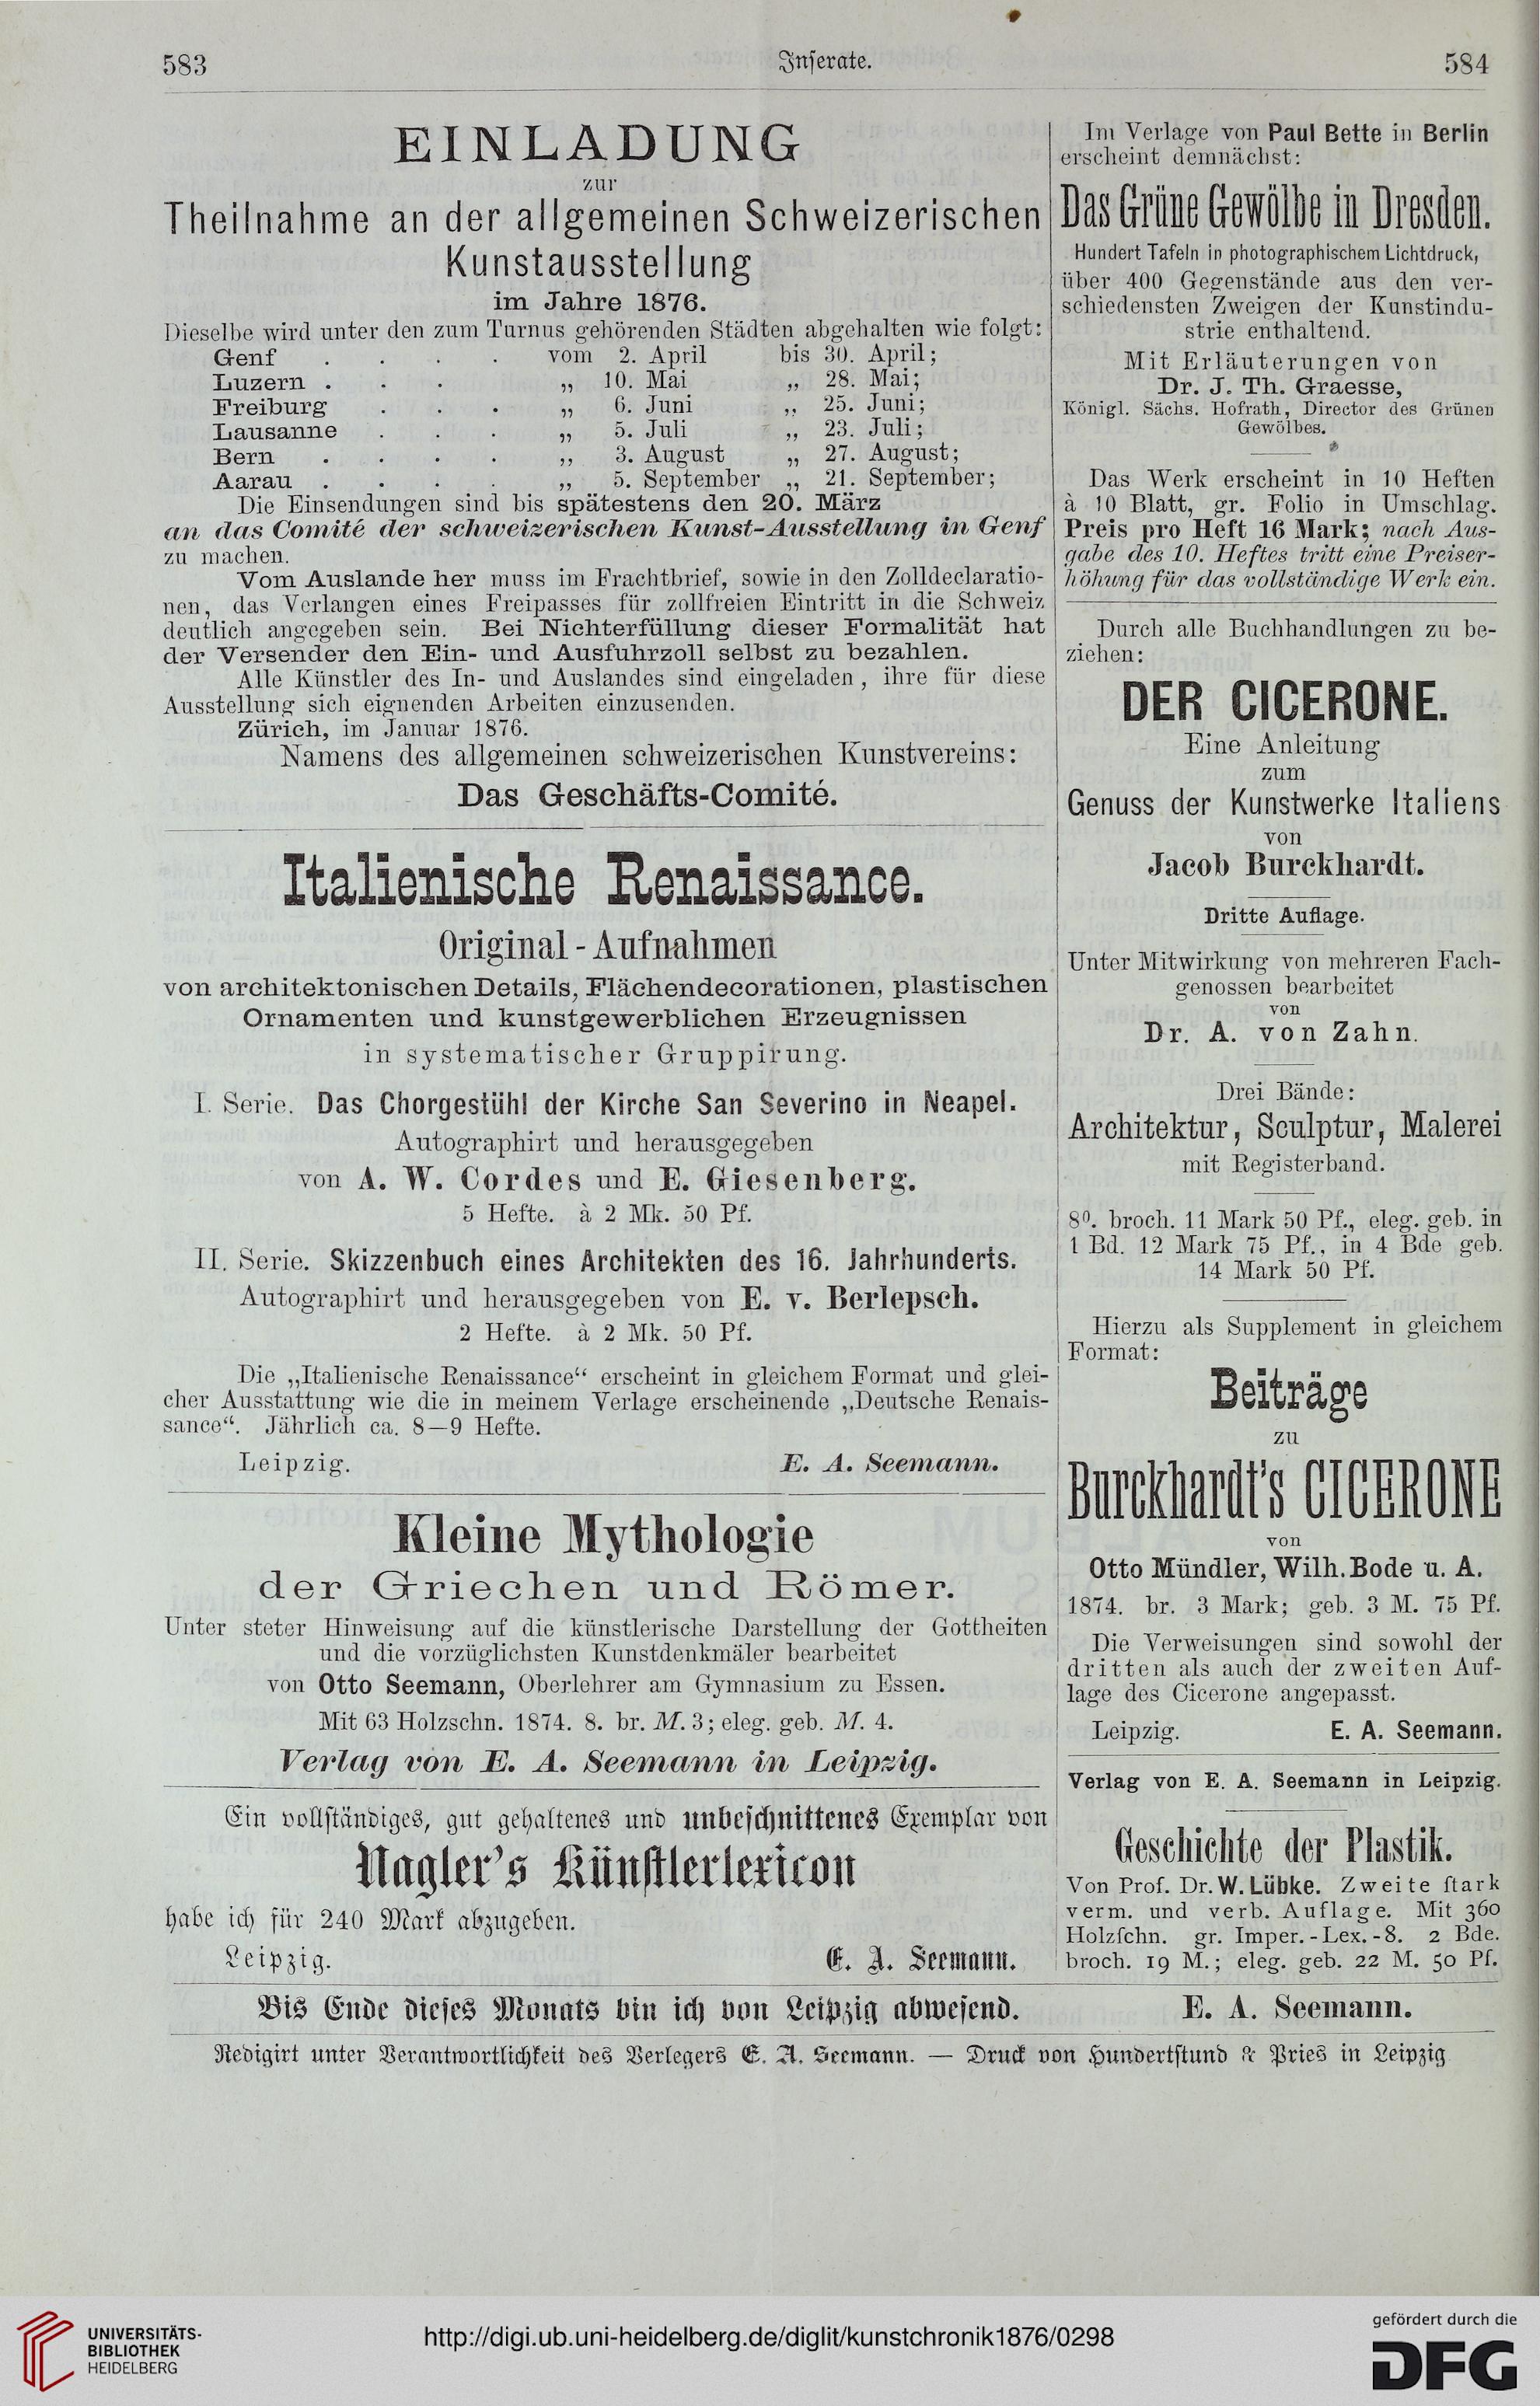 583
Inserate.
584
EINLADUNG
zur
Theilnahme an der allgemeinen Schweizerischen
Kunstausstellung
im Jahre 1876.
Dieselbe wird unter den zum Turnus gehörenden Städten abgehalten wie folgt:
Genf . . . . vom 2. April bis 30. April;
Luzern . . . „ 10. Mai „ 28. Mai;
Freiburg . . . „ 6. Juni „ 25. Juni;
Lausanne . . . „ 5. Juli „ 23. Juli;
Bern . . . . „ 3. August „ 27. August;
Aarau . . . . „ 5. September „ 21. September;
Die Einsendungen sind bis spätestens den 20. März
an das Comité der schweizerischen Kunst-Ausstellung in Genf
zu machen.
Vom Auslande her muss im Frachtbrief, sowie in den Zolldeclaratio-
nen, das Verlangen eines Freipasses für zollfreien Eintritt in die Schweiz
deutlich angegeben sein. Bei Nichterfüllung dieser Formalität hat
der Versender den Ein- und Ausfuhrzoll selbst zu bezahlen.
Alle Künstler des In- und Auslandes sind eingeladen, ihre für diese
Ausstellung sich eignenden Arbeiten einzusenden.
Zürich, im Januar 1876.
Namens des allgemeinen schweizerischen Kunstvereins:
Das Geschäfts-Comité.
Italienische Renaissance.
Original-Aufnahmen
von architektonischen Details, Flächendecorationen, plastischen
Ornamenten und kunstgewerblichen Erzeugnissen
in systematischer Gruppirung.
I. Serie. Das Chorgestühl der Kirche San Severino in Neapel.
Autographirt und herausgegeben
von A. W. Cordes und E. Giesenberg.
5 Hefte. à 2 Mk. 50 Pf.
II. Serie. Skizzenbuch eines Architekten des 16. Jahrhunderts.
Autographirt und herausgegeben von E. v. Berlepsch.
2 Hefte. à 2 Mk. 50 Pf.
Die „Italienische Renaissance“ erscheint in gleichem Format und glei-
cher Ausstattung wie die in meinem Verlage erscheinende „Deutsche Renais-
sance“. Jährlich ca. 8—9 Hefte.
Leipzig. E. A. Seemann.
Kleine Mythologie
der Griechen und Römer.
Unter steter Hinweisung auf die künstlerische Darstellung der Gottheiten
und die vorzüglichsten Kunstdenkmäler bearbeitet
von Otto Seemann, Oberlehrer am Gymnasium zu Essen.
Mit 63 Holzschn. 1874. 8. br. M. 3; eleg. geb. M. 4.
Verlag von E. A. Seemann in Leipzig.
Ein vollständiges, gut gehaltenes und unbeschnittenes Exemplar von
Nagler's Künstlerlexicon
habe ich für 240 Mark abzugeben.
Leipzig. E. A. Seemann.
Im Verlage von Paul Bette in Berlin
erscheint demnächst:
Das Grüne Gewölbe in Dresden.
Hundert Tafeln in photographischem Lichtdruck,
über 400 Gegenstände aus den ver-
schiedensten Zweigen der Kunstindu-
strie enthaltend.
Mit Erläuterungen von
Dr. J. Th. Graesse,
Königl. Sächs. Hofrath, Director des Grünen
Gewölbes.
Das Werk erscheint in 10 Heften
à 10 Blatt, gr. Folio in Umschlag.
Preis pro Heft 16 Mark; nach Aus-
gabe des 10. Heftes tritt eine Preiser-
höhung für das vollständige Werk ein.
Durch alle Buchhandlungen zu be-
ziehen:
DER CICERONE.
Eine Anleitung
zum
Genuss der Kunstwerke Italiens
von
Jacob Burckhardt.
Dritte Auflage.
Unter Mitwirkung von mehreren Fach-
genossen bearbeitet
von
Dr. A. von Zahn.
Drei Bände:
Architektur, Sculptur, Malerei
mit Registerband.
8°. broch. 11 Mark 50 Pf., eleg. geb. in
1 Bd. 12 Mark 75 Pf., in 4 Bde geb.
14 Mark 50 Pf.
Hierzu als Supplement in gleichem
Format:
Beiträge
zu
Burckhardt's CICERONE
von
Otto Mündler, Wilh. Bode u. A.
1874. br. 3 Mark; geb. 3 M. 75 Pf.
Die Verweisungen sind sowohl der
dritten als auch der zweiten Auf-
lage des Cicerone angepasst.
Leipzig. E. A. Seemann.
Verlag von E. A. Seemann in Leipzig.
Geschichte der Plastik.
Von Prof. Dr. W. Lübke. Zweite ſtark
verm. und verb. Auflage. Mit 360
Holzſchn. gr. Imper.-Lex.-8. 2 Bde.
broch. 19 M.; eleg. geb. 22 M. 50 Pf.
Bis Ende dieses Monats bin ich von Leipzig abwesend. E. A. Seemann.
Redigirt unter Verantwortlichkeit des Verlegers E. A. Seemann. — Druck von Hundertstund & Pries in Leipzig
UNIVERSITÄTS-
BIBLIOTHEK
HEIDELBERG
http://digi.ub.uni-heidelberg.de/diglit/kunstchronik1876/0298
gefördert durch die
DFG